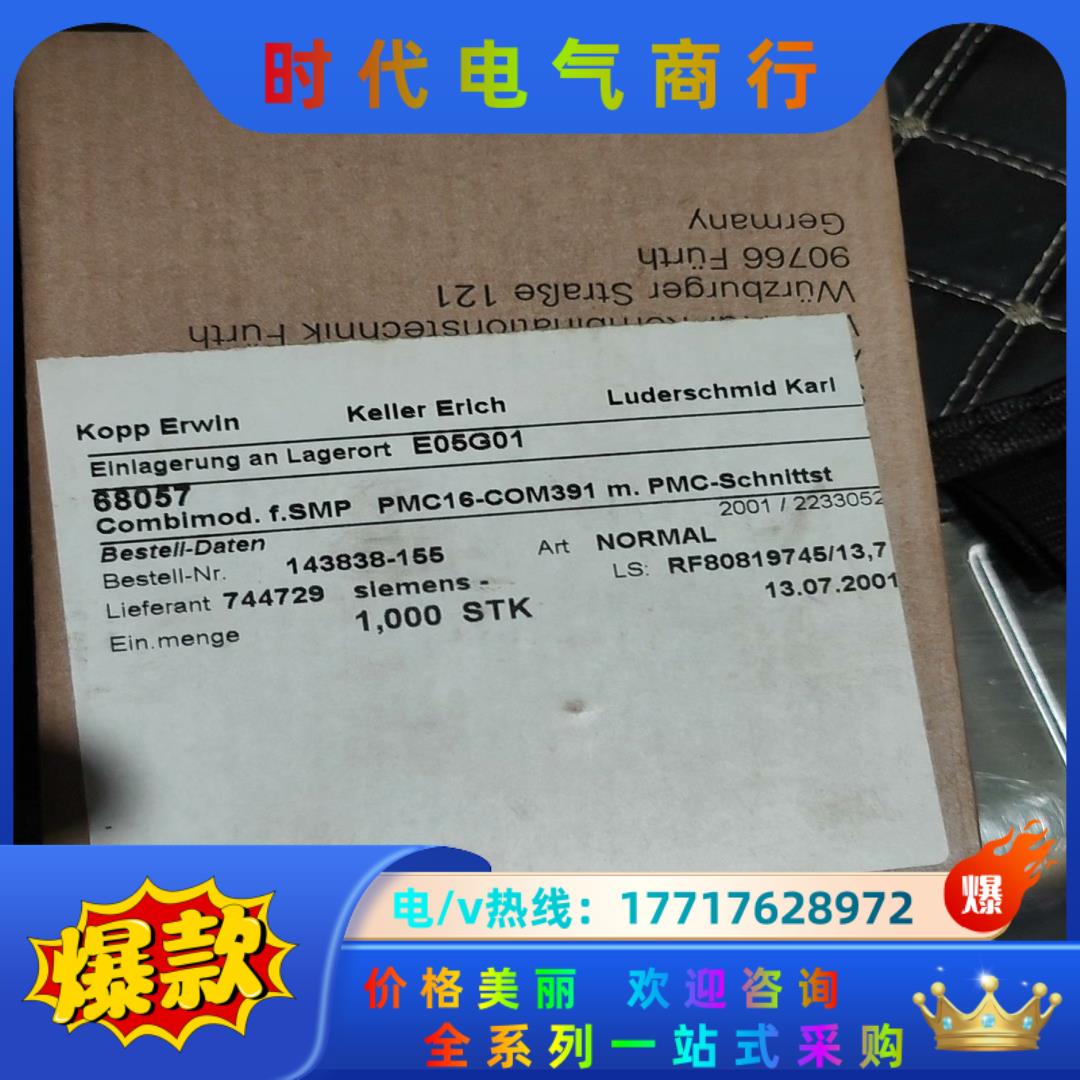 时代电气商行
Germany
90766 Fürth
Würzburger Straße 121
Kombinationstechnik Fürth
Kopp Erwin Keller Erich Luderschmid Karl
Einlagerung an Lagerort E05G01
68057
Combimod. f.SMP PMC16-COM391 m. PMC-Schnittst
2001 / 2233052
Bestell-Daten
Bestell-Nr. 143838-155 Art NORMAL
Lieferant 744729 siemens - LS: RF80819745/13,7
Ein.menge 1,000 STK 13.07.2001
爆款
电/v热线：17717628972
爆
价格美丽 欢迎咨询
全系列一站式采购